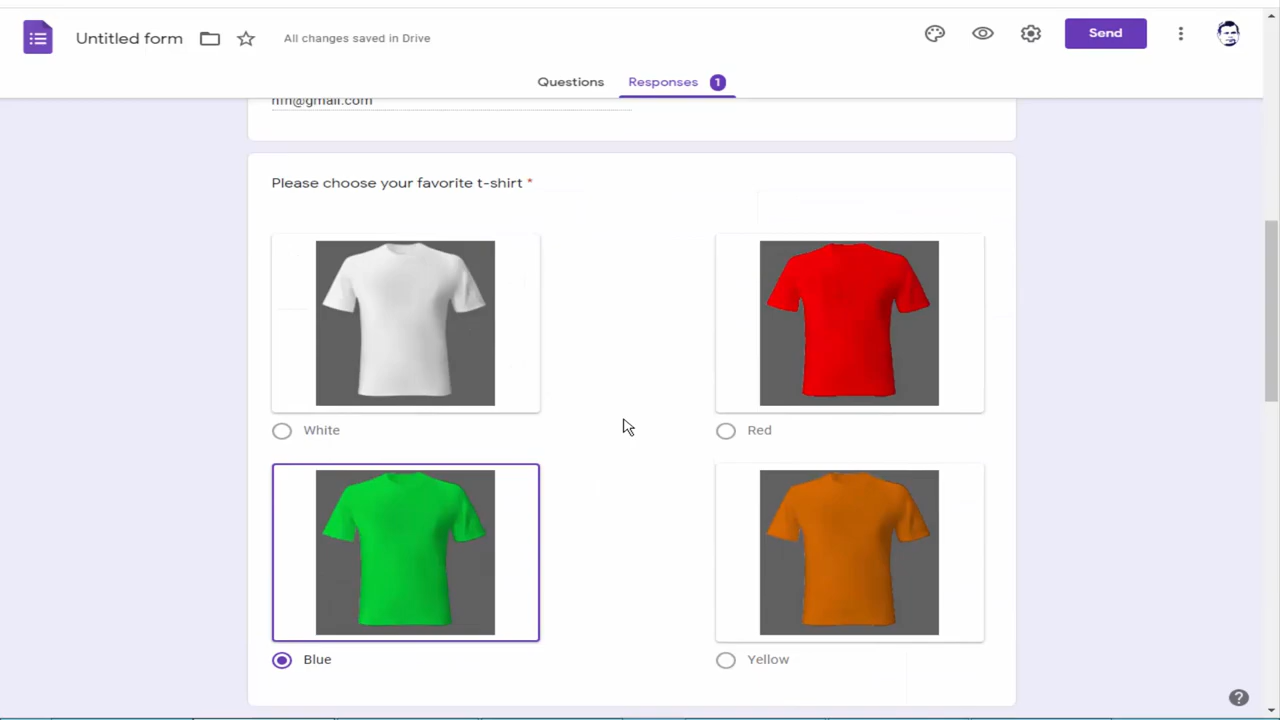 Untitled form
All changes saved in Drive
Send
Questions
Responses 1
Please choose your favorite t-shirt *
White
Red
Blue
Yellow